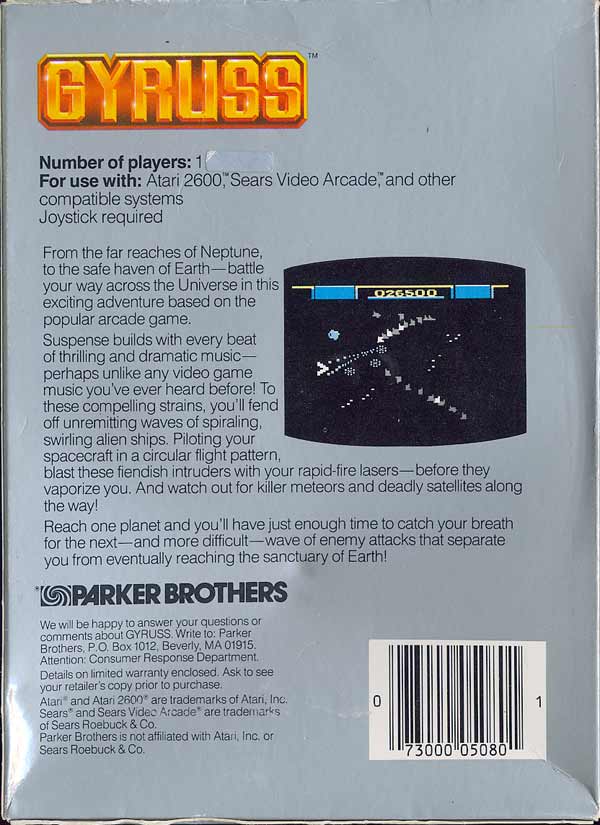 GYRUSS™
Number of players: 1
For use with: Atari 2600,™ Sears Video Arcade,™ and other
compatible systems
Joystick required
From the far reaches of Neptune,
to the safe haven of Earth—battle
your way across the Universe in this
exciting adventure based on the
popular arcade game.
Suspense builds with every beat
of thrilling and dramatic music—
perhaps unlike any video game
music you've ever heard before! To
these compelling strains, you'll fend
off unremitting waves of spiraling,
swirling alien ships. Piloting your
spacecraft in a circular flight pattern,
blast these fiendish intruders with your rapid-fire lasers—before they
vaporize you. And watch out for killer meteors and deadly satellites along
the way!
Reach one planet and you'll have just enough time to catch your breath
for the next—and more difficult—wave of enemy attacks that separate
you from eventually reaching the sanctuary of Earth!
026500
PARKER BROTHERS
We will be happy to answer your questions or
comments about GYRUSS. Write to: Parker
Brothers, P.O. Box 1012, Beverly, MA 01915.
Attention: Consumer Response Department.
Details on limited warranty enclosed. Ask to see
your retailer's copy prior to purchase.
Atari® and Atari 2600® are trademarks of Atari, Inc.
Sears® and Sears Video Arcade® are trademarks
of Sears Roebuck & Co.
Parker Brothers is not affiliated with Atari, Inc. or
Sears Roebuck & Co.
0 73000 05080 1